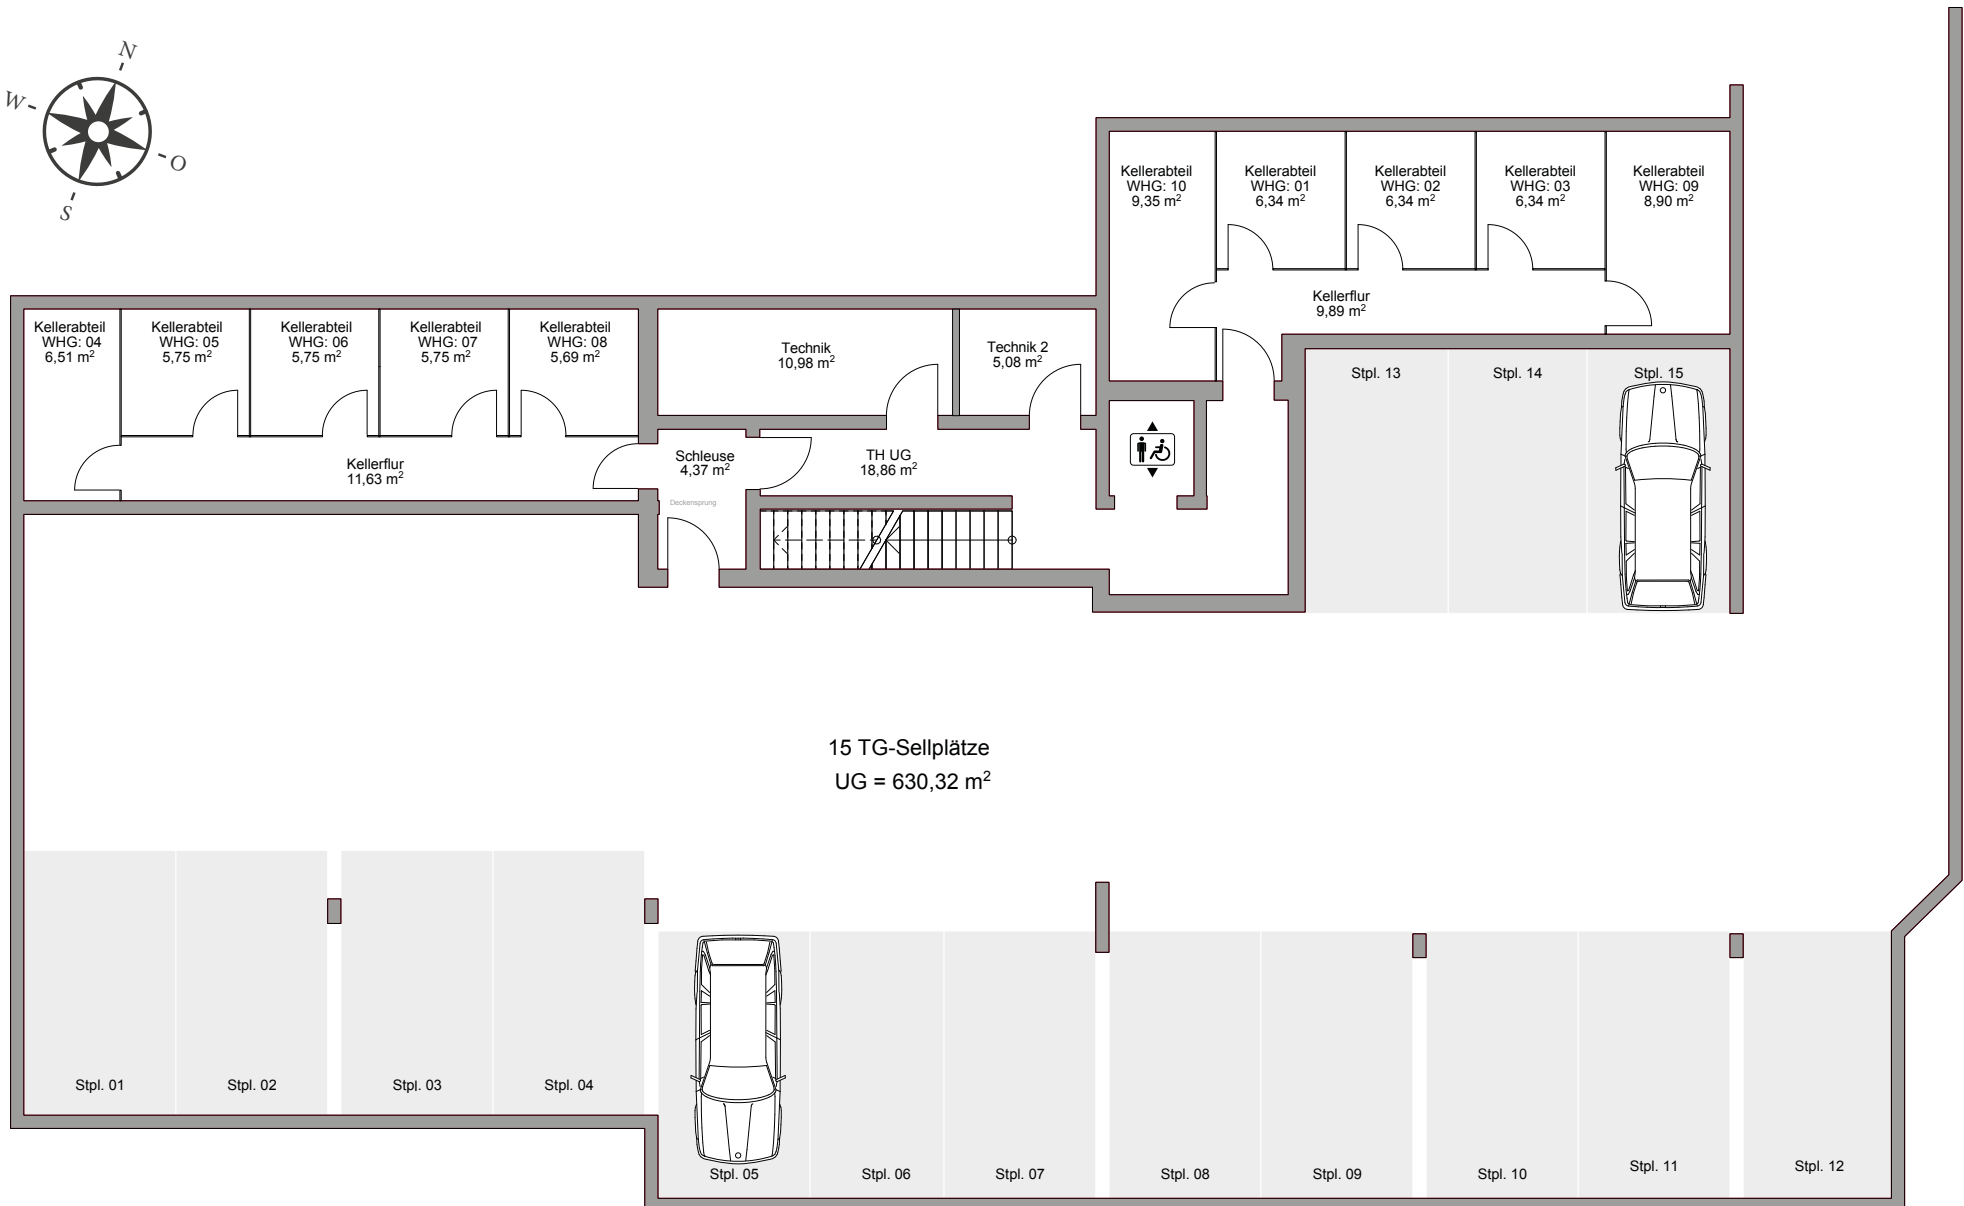 N
W
O
S
Kellerabteil
WHG: 10
9,35 m²
Kellerabteil
WHG: 01
6,34 m²
Kellerabteil
WHG: 02
6,34 m²
Kellerabteil
WHG: 03
6,34 m²
Kellerabteil
WHG: 09
8,90 m²
Kellerflur
9,89 m²
Kellerabteil
WHG: 04
6,51 m²
Kellerabteil
WHG: 05
5,75 m²
Kellerabteil
WHG: 06
5,75 m²
Kellerabteil
WHG: 07
5,75 m²
Kellerabteil
WHG: 08
5,69 m²
Technik
10,98 m²
Technik 2
5,08 m²
Stpl. 13
Stpl. 14
Stpl. 15
Kellerflur
11,63 m²
Schleuse
4,37 m²
TH UG
18,86 m²
Deckensprung
15 TG-Sellplätze
UG = 630,32 m²
Stpl. 01
Stpl. 02
Stpl. 03
Stpl. 04
Stpl. 05
Stpl. 06
Stpl. 07
Stpl. 08
Stpl. 09
Stpl. 10
Stpl. 11
Stpl. 12